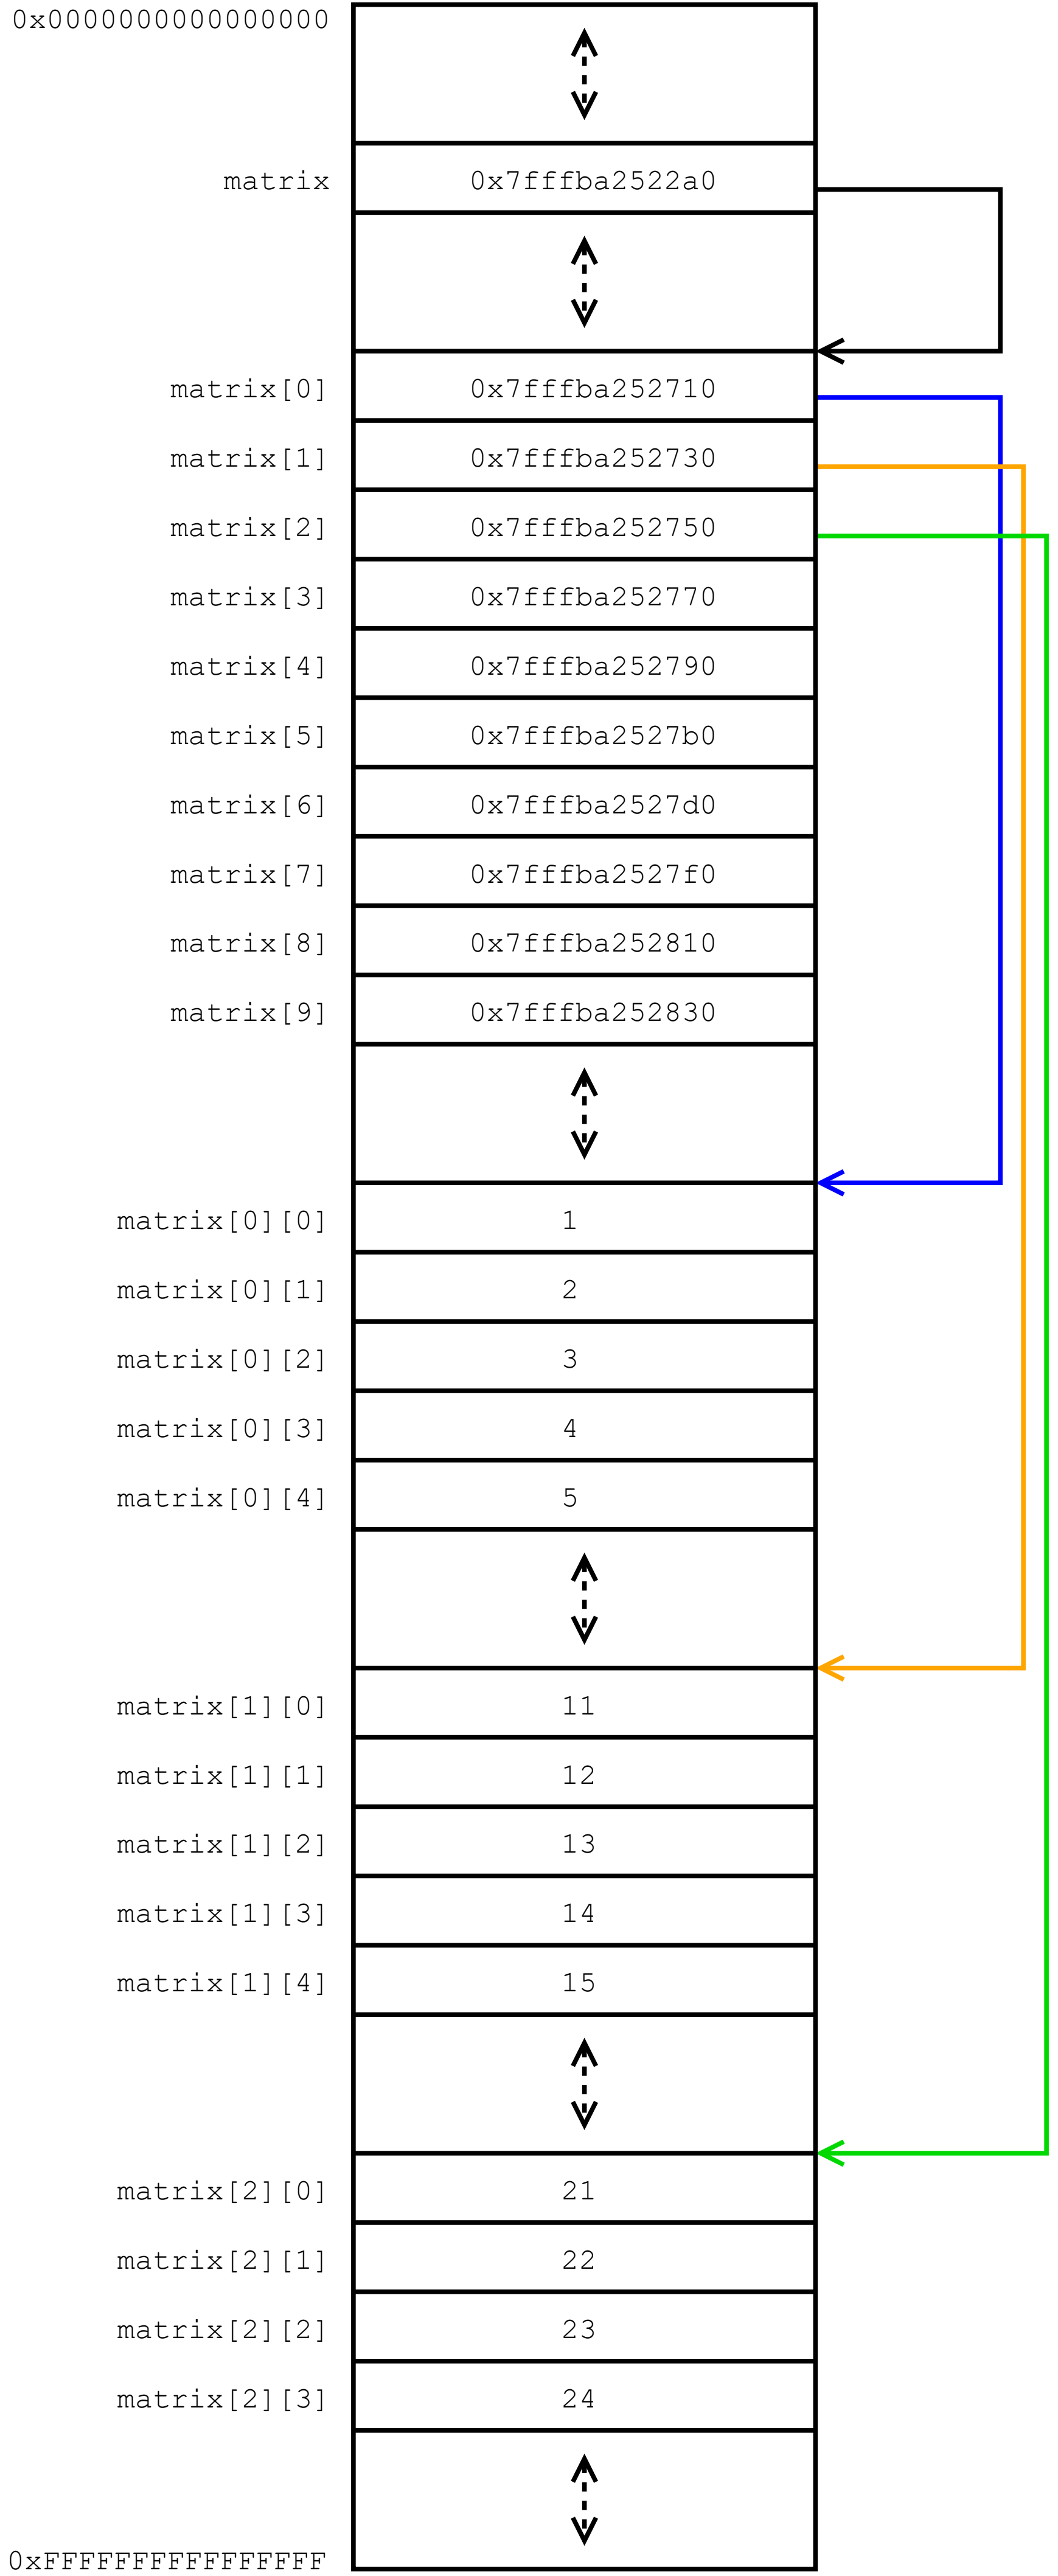 0x0000000000000000
matrix 0x7fffba2522a0
matrix[0] 0x7fffba252710
matrix[1] 0x7fffba252730
matrix[2] 0x7fffba252750
matrix[3] 0x7fffba252770
matrix[4] 0x7fffba252790
matrix[5] 0x7fffba2527b0
matrix[6] 0x7fffba2527d0
matrix[7] 0x7fffba2527f0
matrix[8] 0x7fffba252810
matrix[9] 0x7fffba252830
matrix[0][0] 1
matrix[0][1] 2
matrix[0][2] 3
matrix[0][3] 4
matrix[0][4] 5
matrix[1][0] 11
matrix[1][1] 12
matrix[1][2] 13
matrix[1][3] 14
matrix[1][4] 15
matrix[2][0] 21
matrix[2][1] 22
matrix[2][2] 23
matrix[2][3] 24
0xFFFFFFFFFFFFFFFF